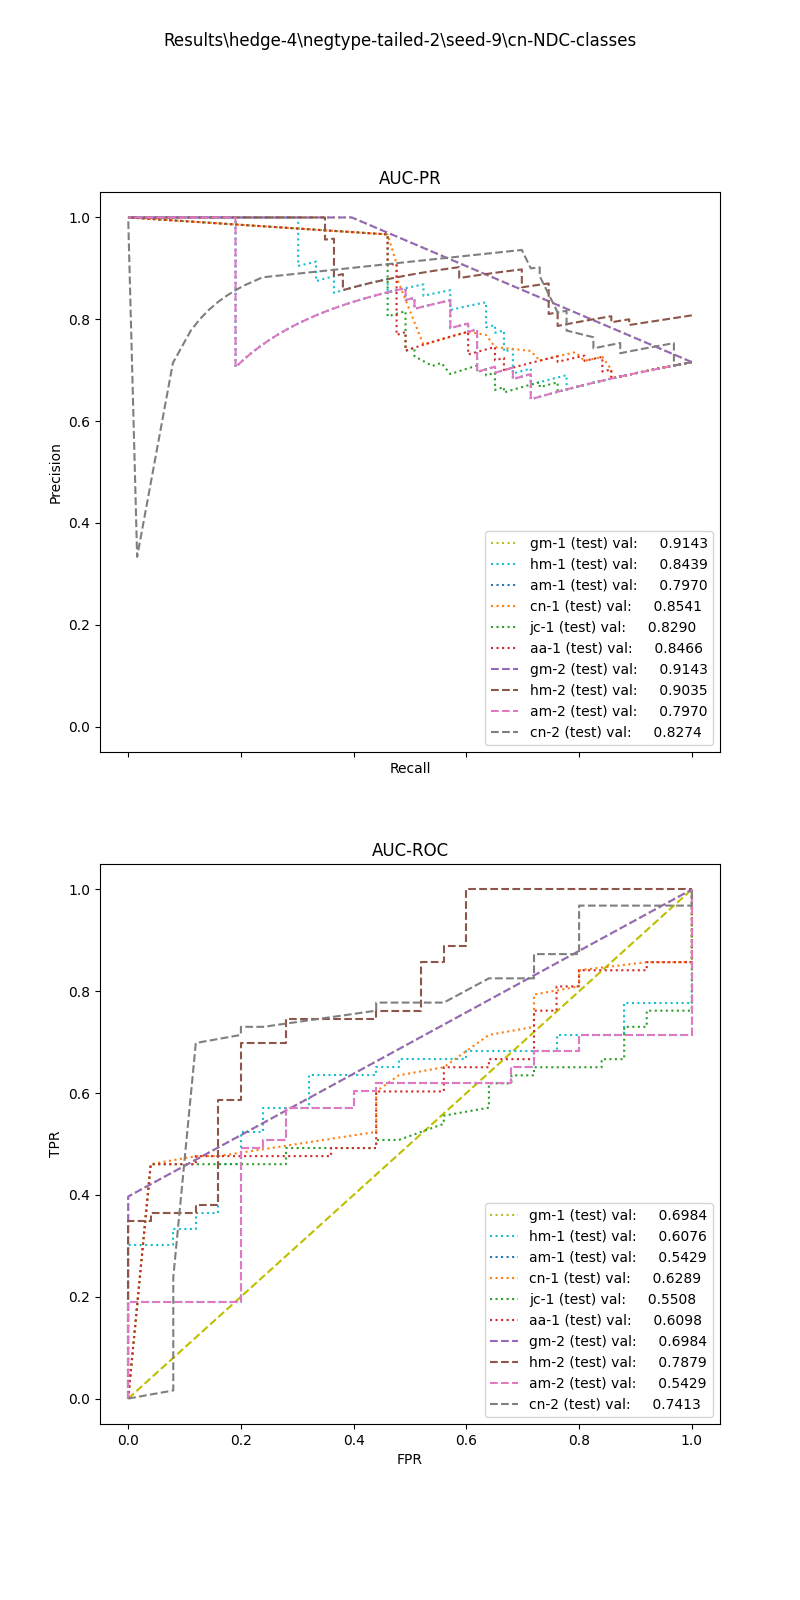 Results\hedge-4\negtype-tailed-2\seed-9\cn-NDC-classes
AUC-PR
1.0
0.8
0.6
0.4
0.2
0.0
Precision
Recall
gm-1 (test) val: 0.9143
hm-1 (test) val: 0.8439
am-1 (test) val: 0.7970
cn-1 (test) val: 0.8541
jc-1 (test) val: 0.8290
aa-1 (test) val: 0.8466
gm-2 (test) val: 0.9143
hm-2 (test) val: 0.9035
am-2 (test) val: 0.7970
cn-2 (test) val: 0.8274
AUC-ROC
1.0
0.8
0.6
0.4
0.2
0.0
TPR
gm-1 (test) val: 0.6984
hm-1 (test) val: 0.6076
am-1 (test) val: 0.5429
cn-1 (test) val: 0.6289
jc-1 (test) val: 0.5508
aa-1 (test) val: 0.6098
gm-2 (test) val: 0.6984
hm-2 (test) val: 0.7879
am-2 (test) val: 0.5429
cn-2 (test) val: 0.7413
0.0 0.2 0.4 0.6 0.8 1.0
FPR